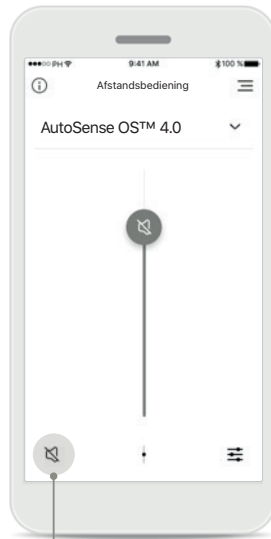 ●●●○○ PH 9:41 AM 100 %
Afstandsbediening
AutoSense OS™ 4.0